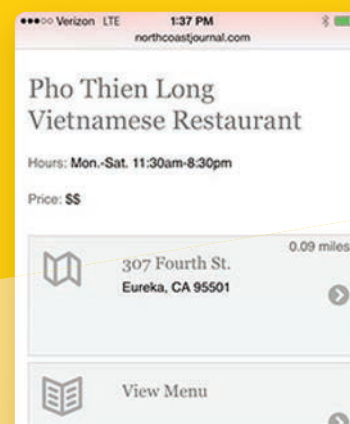 Verizon LTE 1:37 PM
northcoastjournal.com
Pho Thien Long
Vietnamese Restaurant
Hours: Mon.-Sat. 11:30am-8:30pm
Price: $$
0.09 miles
307 Fourth St.
Eureka, CA 95501
View Menu